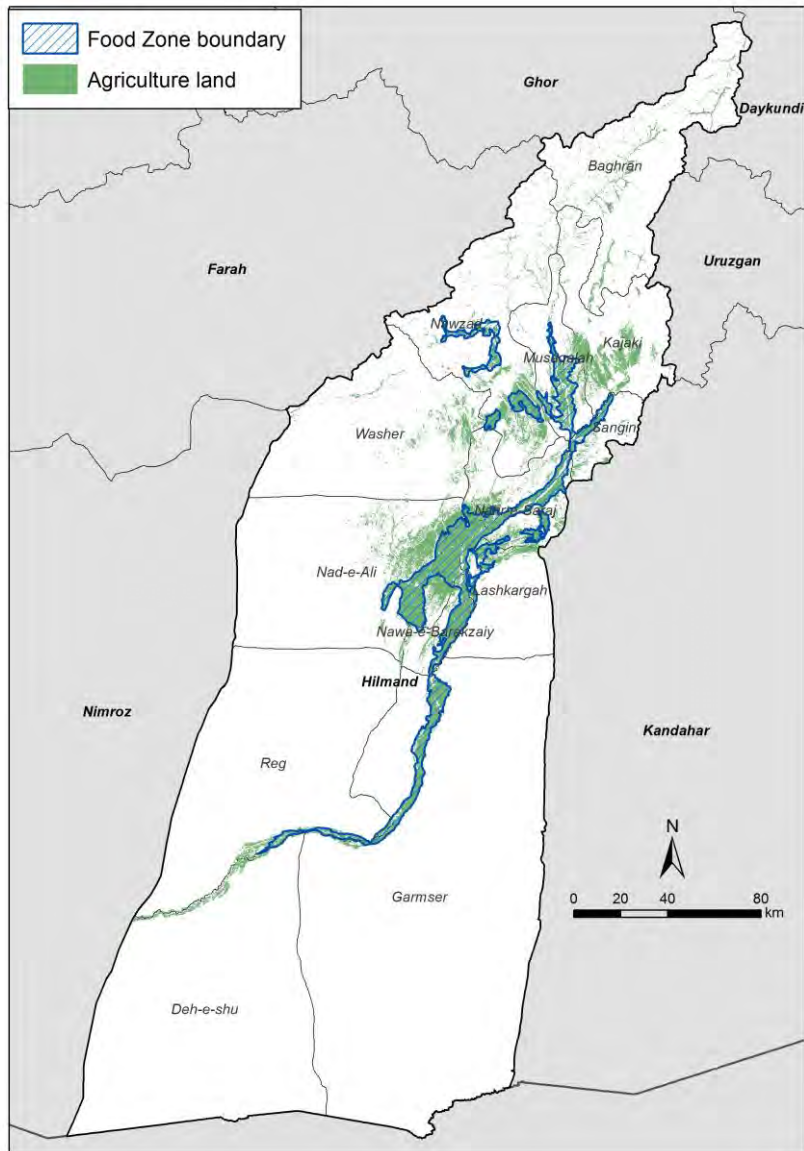 Food Zone boundary
Agriculture land
Ghor
Daykundi
Baghran
Farah
Uruzgan
Nawzad
Kajaki
Musuqalah
Sangin
Washer
Nahr-e-Saraj
Nad-e-Ali
Lashkargah
Nawa-e-Barakzaiy
Hilmand
Nimroz
Kandahar
Reg
N
0 20 40 80
km
Garmser
Deh-e-shu